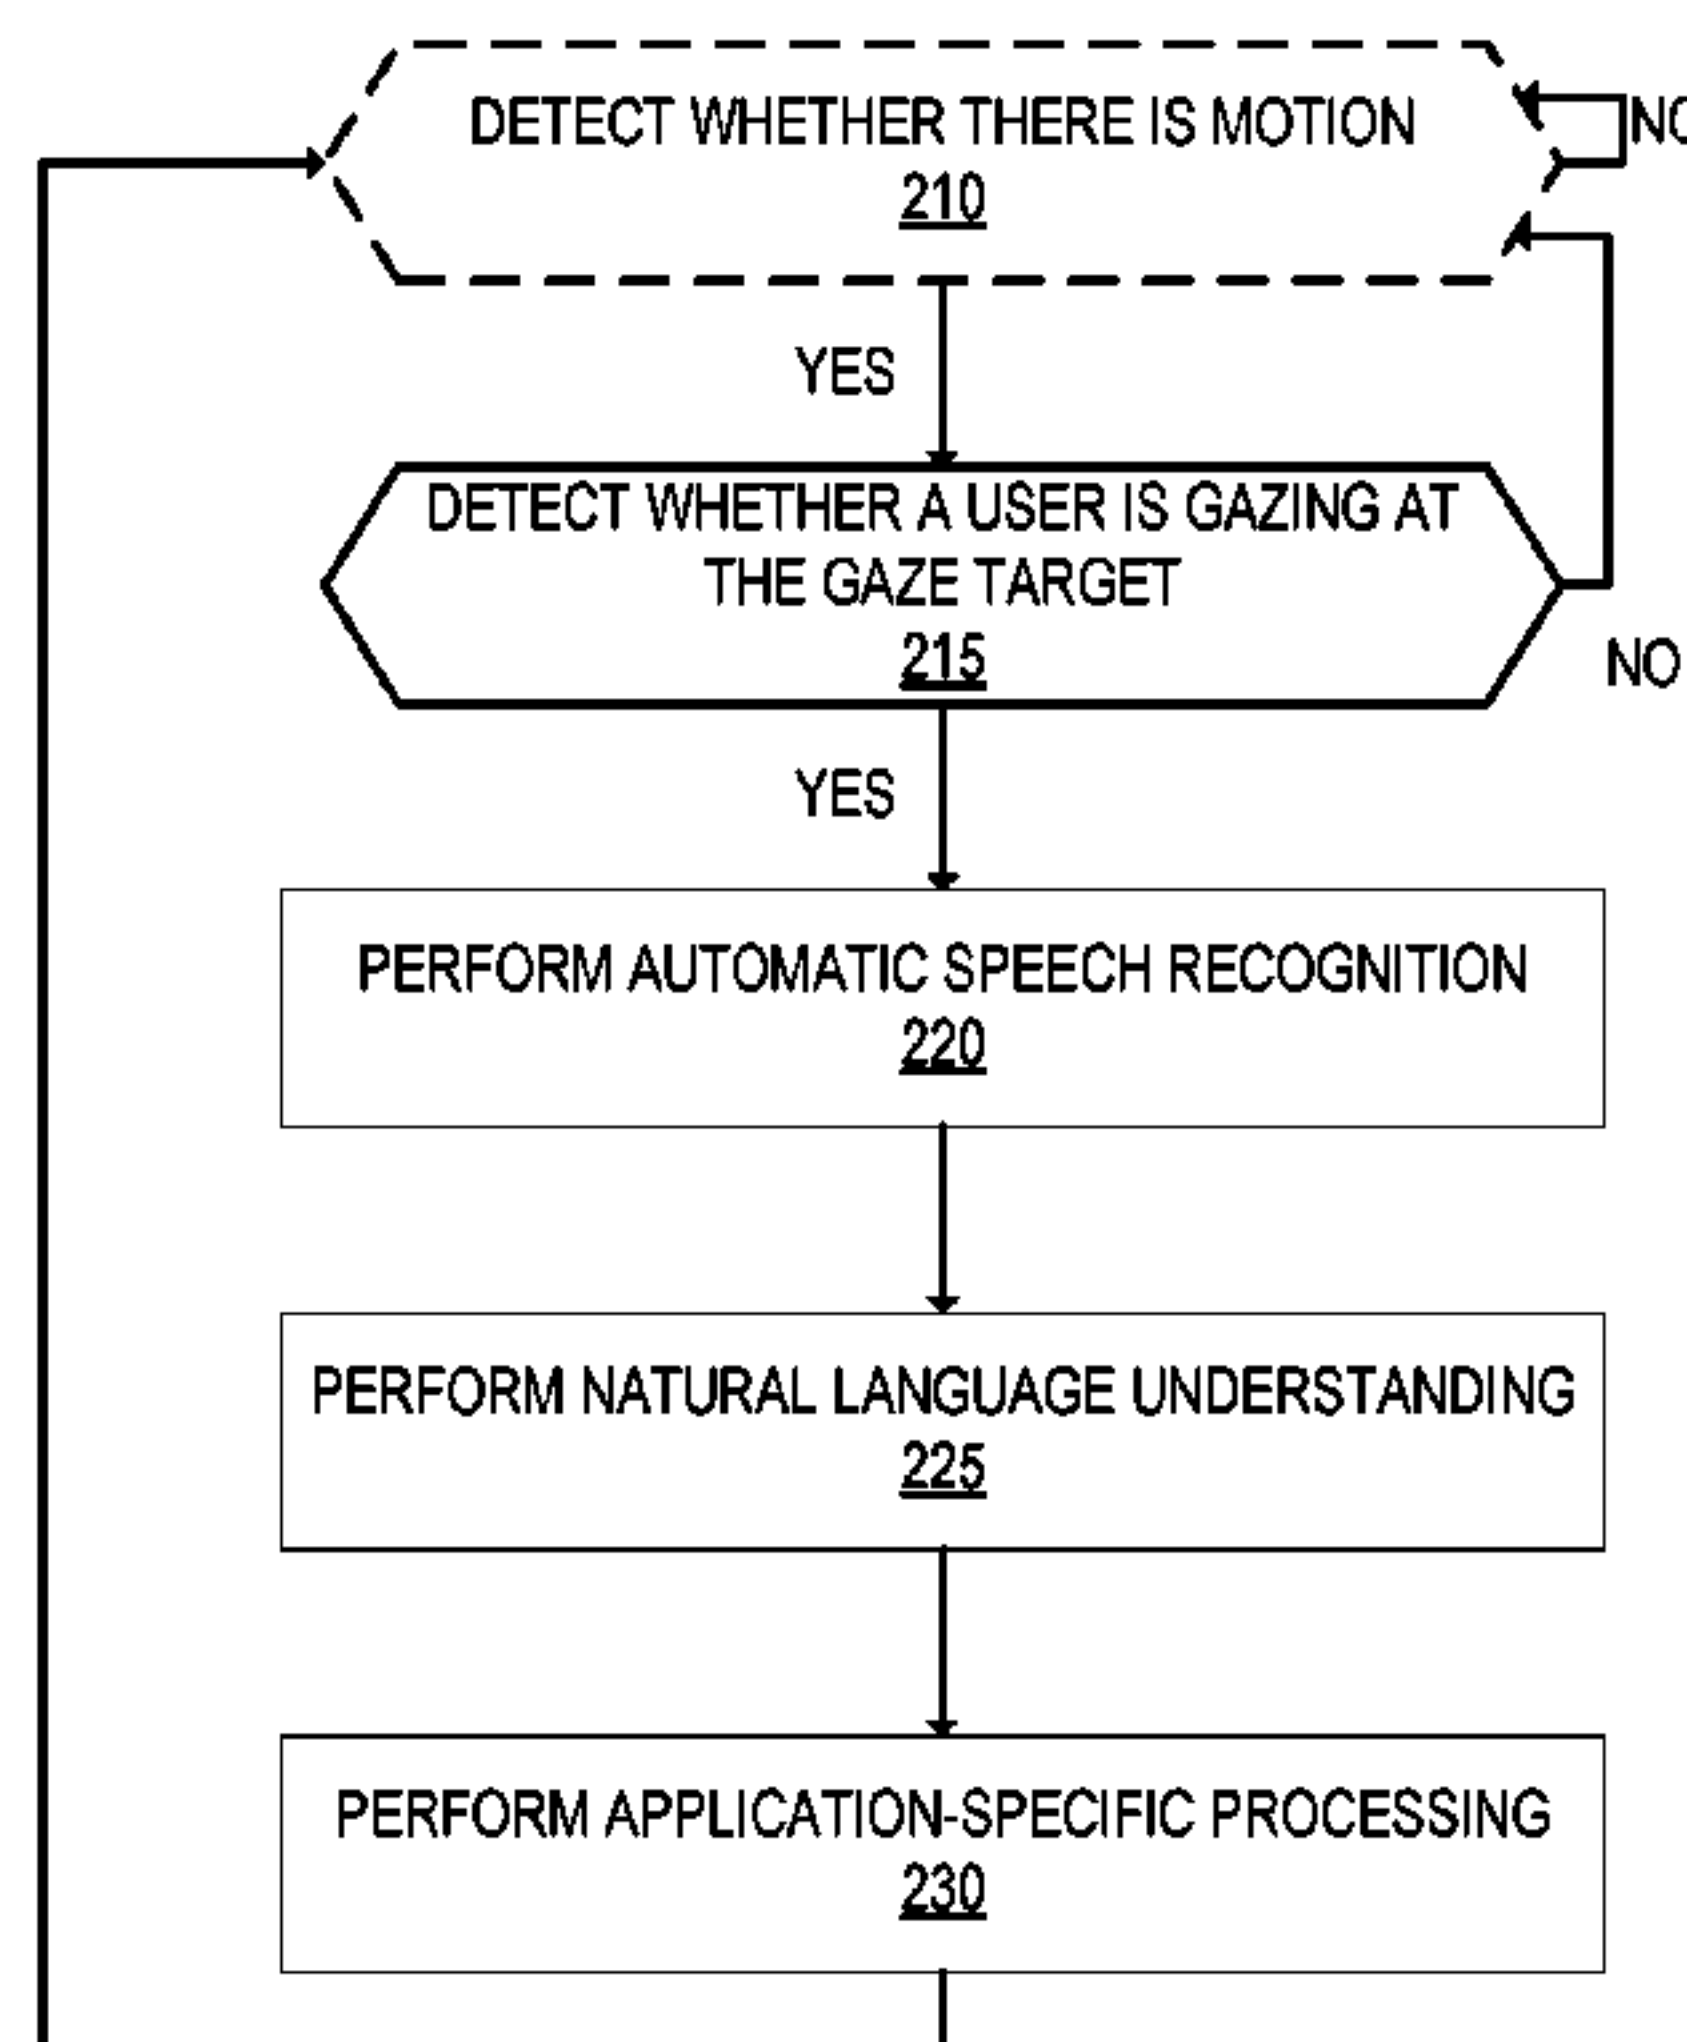 DETECT WHETHER THERE IS MOTION
210
YES
DETECT WHETHER A USER IS GAZING AT
THE GAZE TARGET
215
NO
YES
PERFORM AUTOMATIC SPEECH RECOGNITION
220
PERFORM NATURAL LANGUAGE UNDERSTANDING
225
PERFORM APPLICATION-SPECIFIC PROCESSING
230